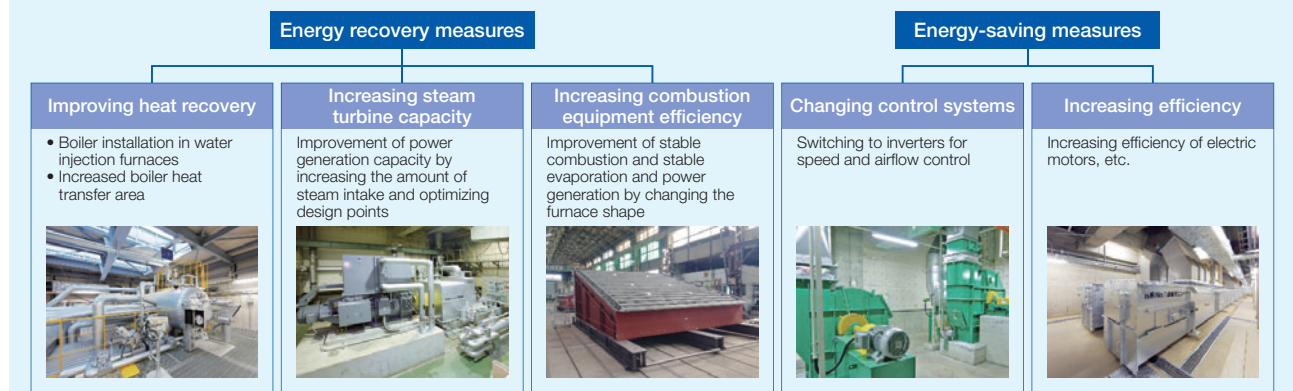 Energy recovery measures
Energy-saving measures
Improving heat recovery
• Boiler installation in water
injection furnaces
• Increased boiler heat
transfer area
Increasing steam
turbine capacity
Improvement of power
generation capacity by
increasing the amount of
steam intake and optimizing
design points
Increasing combustion
equipment efficiency
Improvement of stable
combustion and stable
evaporation and power
generation by changing the
furnace shape
Changing control systems
Switching to inverters for
speed and airflow control
Increasing efficiency
Increasing efficiency of electric
motors, etc.